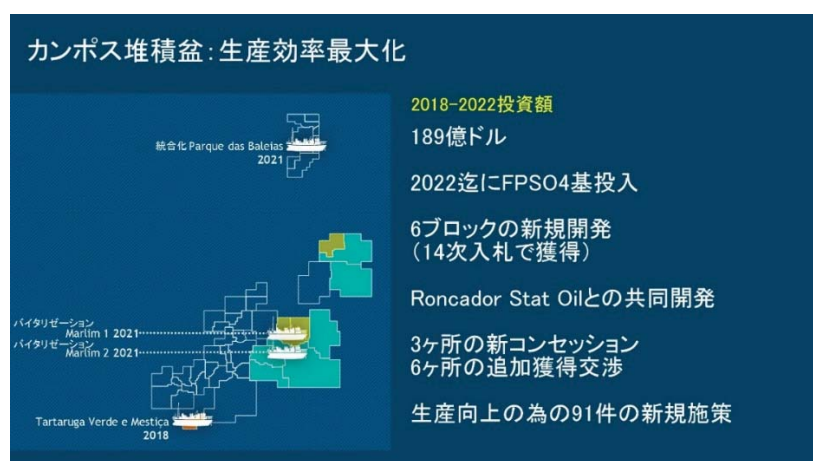 カンポス堆積盆：生産効率最大化
統合化 Parque das Baleias
2021
バイタリゼーション
Marlim 1 2021
バイタリゼーション
Marlim 2 2021
Tartaruga Verde e Mestiça
2018
2018-2022投資額
189億ドル
2022迄にFPSO4基投入
6ブロックの新規開発
（14次入札で獲得）
Roncador Stat Oilとの共同開発
3ヶ所の新コンセッション
6ヶ所の追加獲得交渉
生産向上の為の91件の新規施策